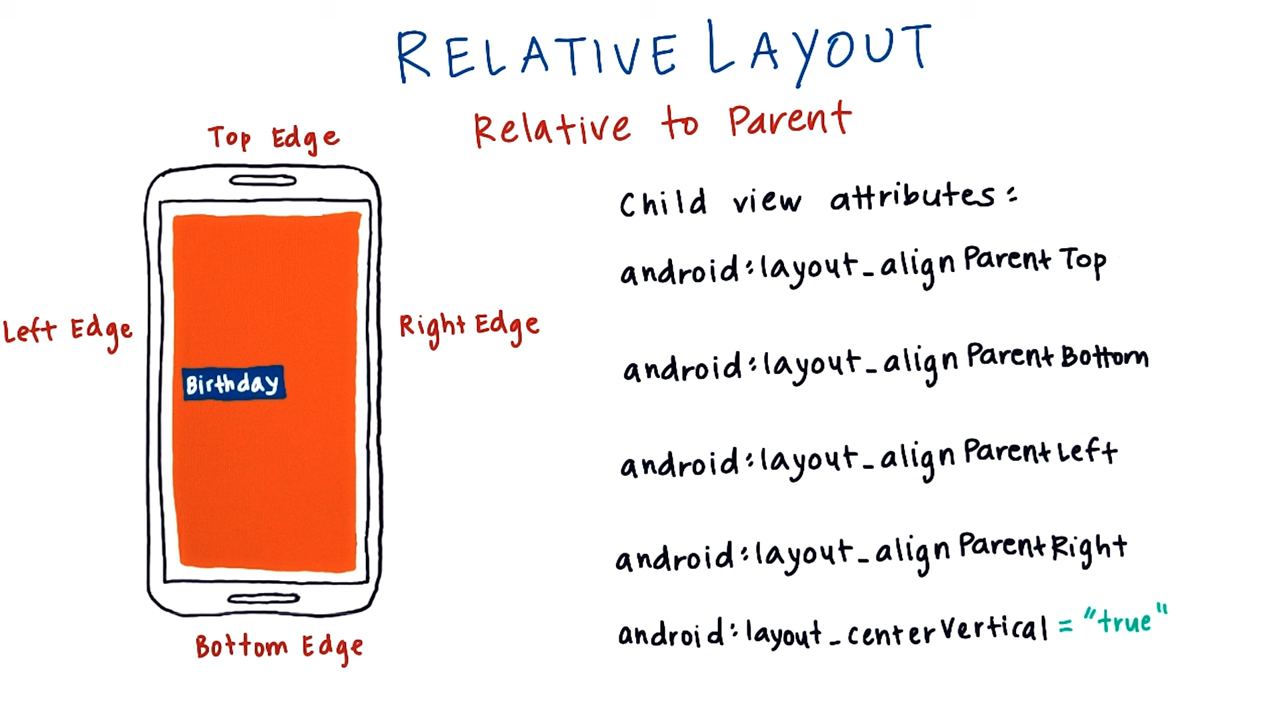 RELATIVE LAYOUT
Relative to Parent
Top Edge
Left Edge
Right Edge
Birthday
Bottom Edge
Child view attributes:
android:layout_alignParentTop
android:layout_alignParentBottom
android:layout_alignParentLeft
android:layout_alignParentRight
android:layout_centerVertical = "true"